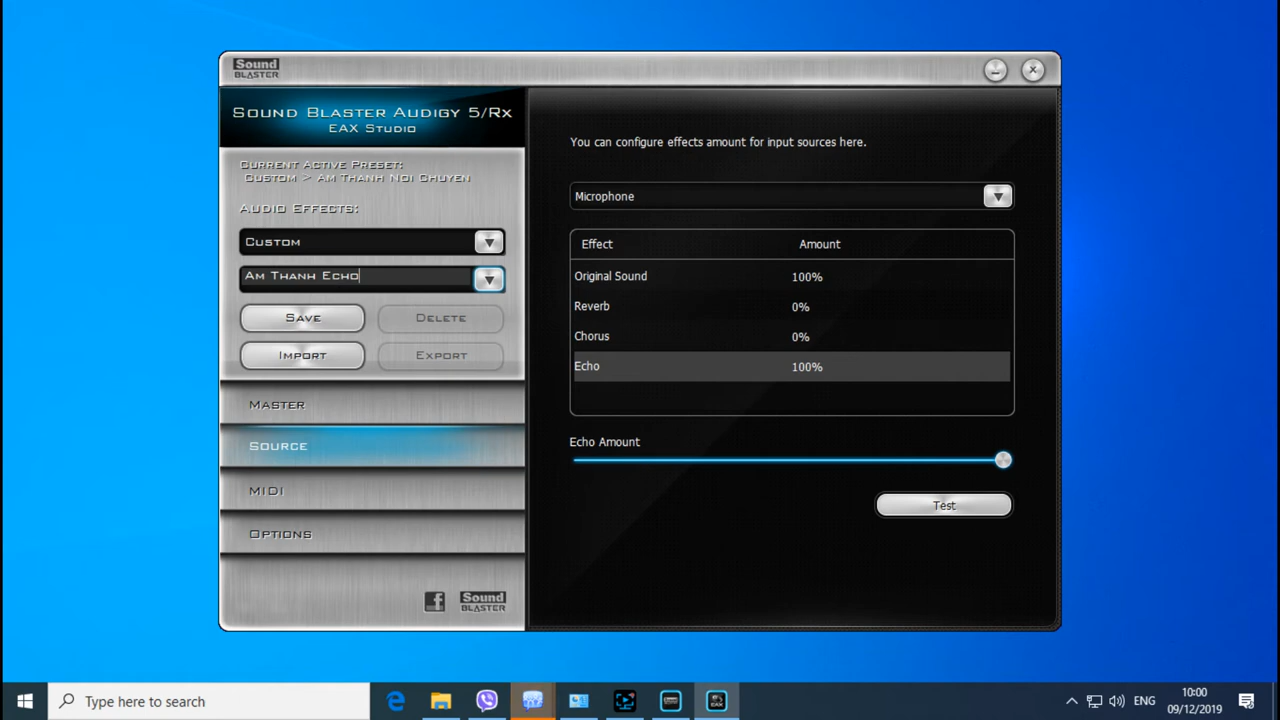 Sound
BLASTER
Sound Blaster Audigy 5/Rx
EAX Studio
Current Active Preset:
Custom > Am Thanh Noi Chuyen
Audio Effects:
Custom
Am Thanh Echo
Save
Delete
Import
Export
Master
Source
MIDI
Options
Sound
BLASTER
You can configure effects amount for input sources here.
Microphone
Effect Amount
Original Sound 100%
Reverb 0%
Chorus 0%
Echo 100%
Echo Amount
Test
Type here to search
ENG
10:00
09/12/2019